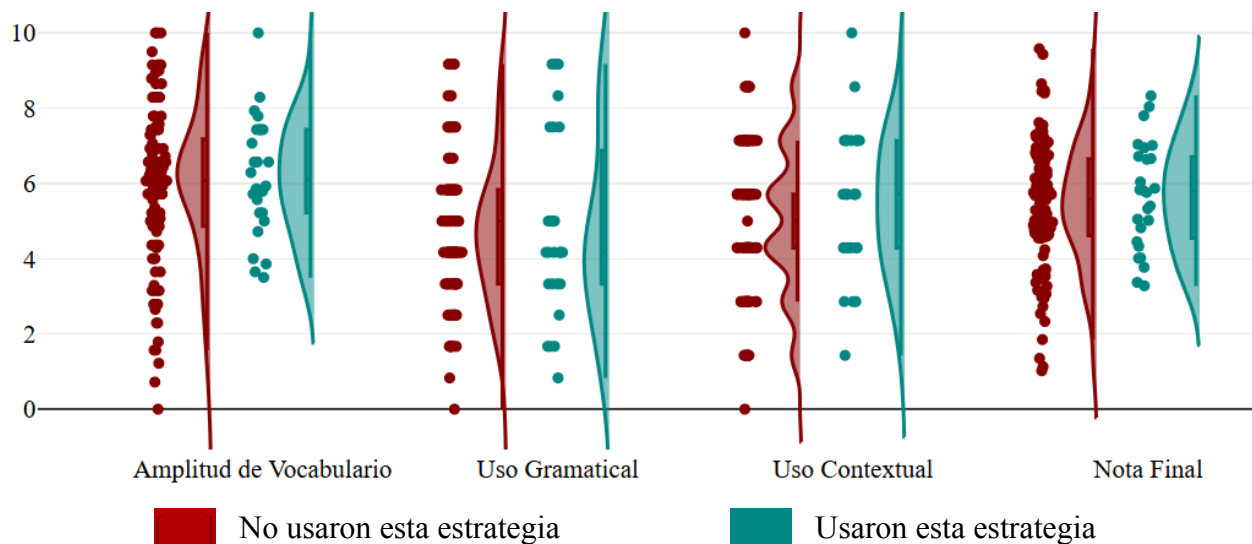 10
8
6
4
2
0
Amplitud de Vocabulario
Uso Gramatical
Uso Contextual
Nota Final
No usaron esta estrategia
Usaron esta estrategia